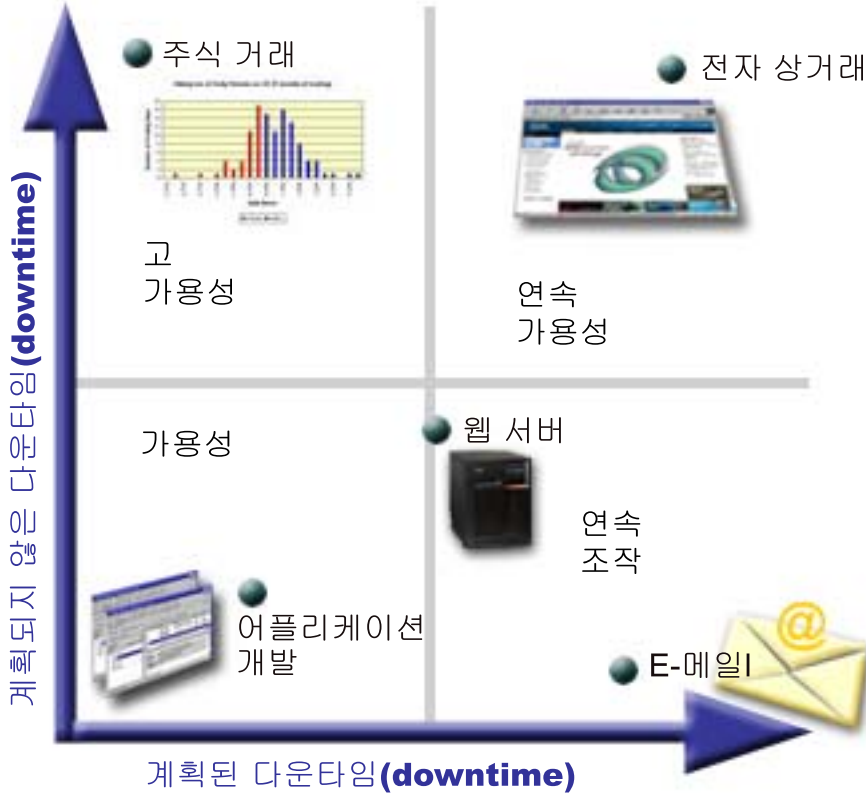 주식 거래
전자 상거래
고
가용성
연속
가용성
가용성
웹 서버
연속
조작
어플리케이션
개발
E-메일l
@
계획되지 않은 다운타임(downtime)
계획된 다운타임(downtime)